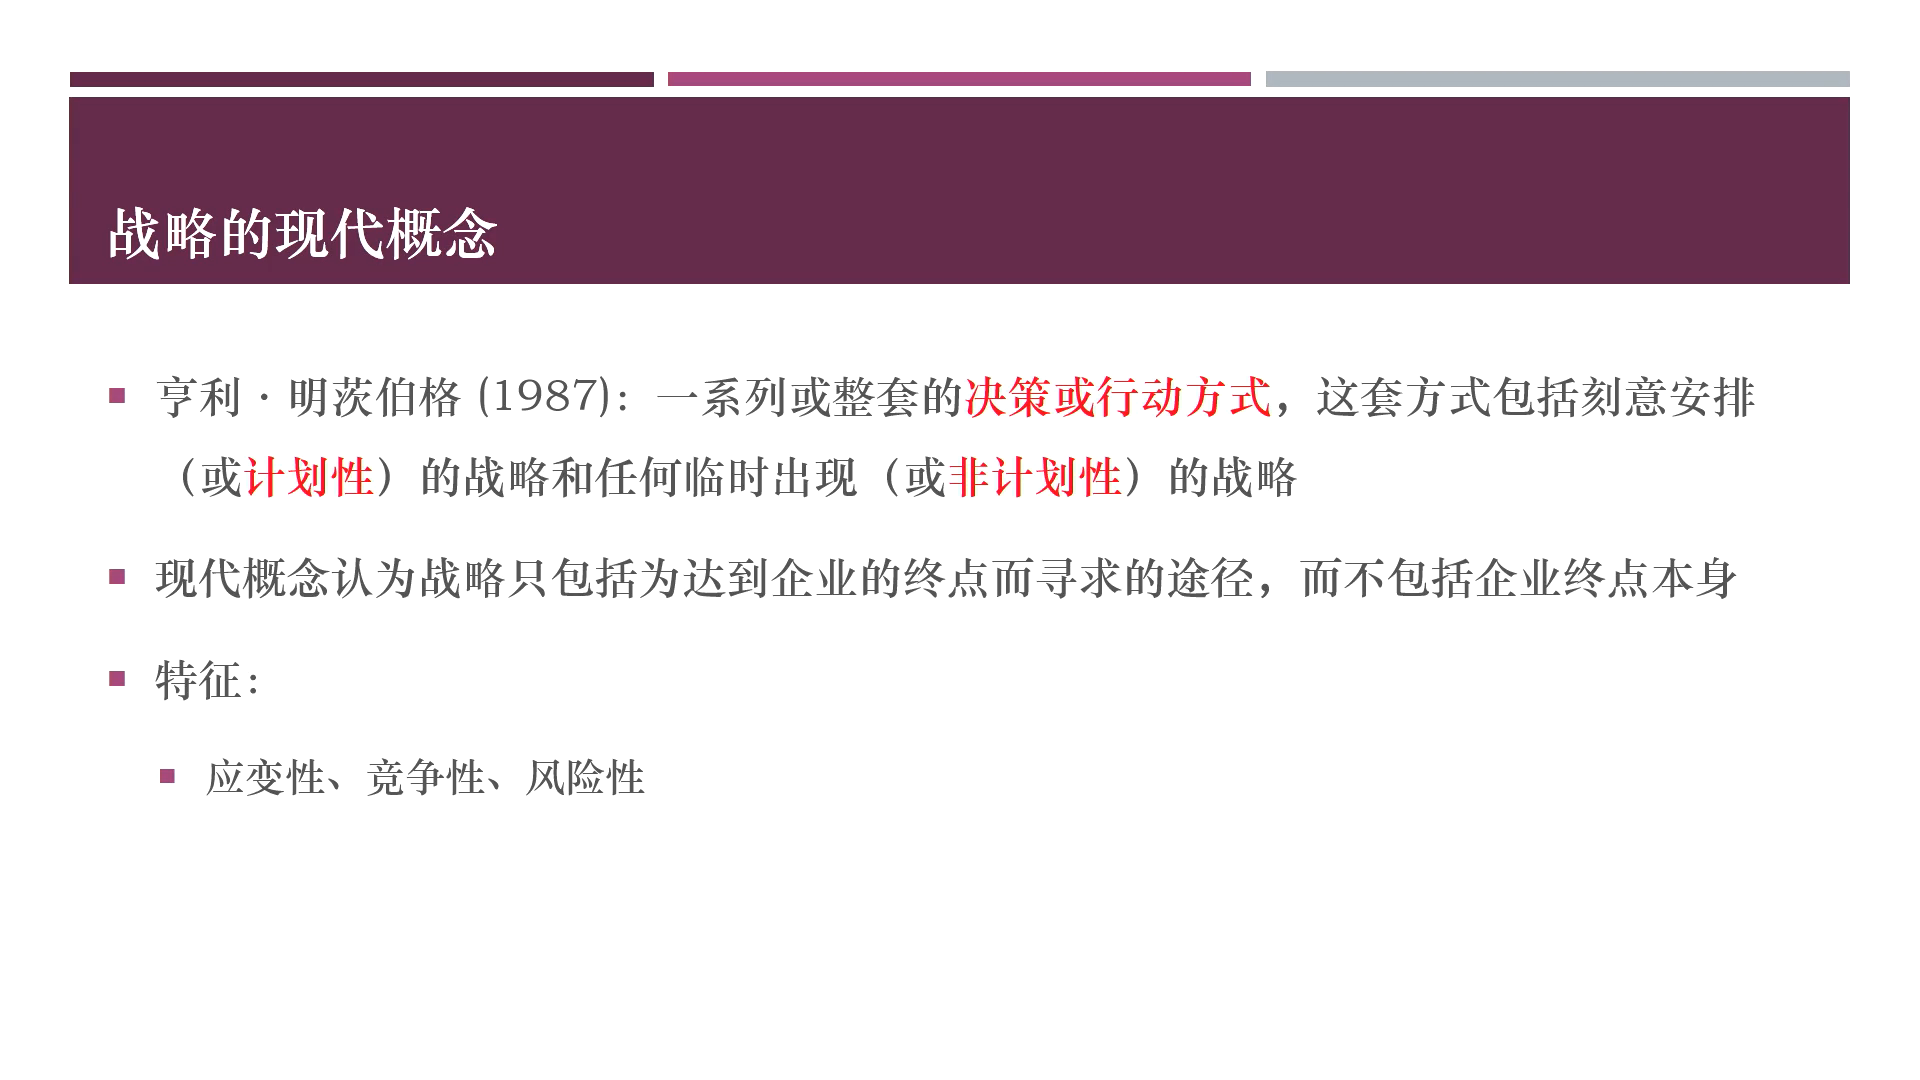 战略的现代概念
亨利·明茨伯格 (1987)：一系列或整套的决策或行动方式，这套方式包括刻意安排
（或计划性）的战略和任何临时出现（或非计划性）的战略
现代概念认为战略只包括为达到企业的终点而寻求的途径，而不包括企业终点本身
特征：
应变性、竞争性、风险性